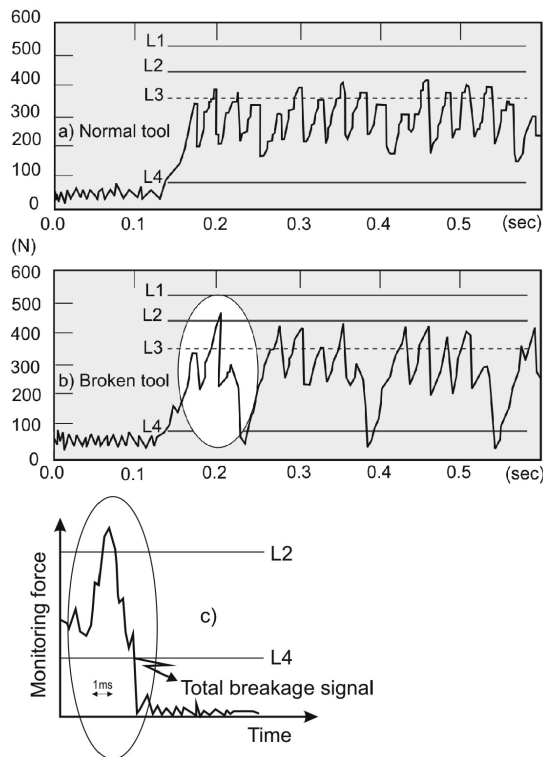 600
500
400
300
200
100
0
L1
L2
L3
a) Normal tool
L4
0.0 0.1 0.2 0.3 0.4 0.5 (sec)
(N)
600
500
400
300
200
100
0
L1
L2
L3
b) Broken tool
L4
0.0 0.1 0.2 0.3 0.4 0.5 (sec)
Monitoring force
L2
c)
L4
1ms
Total breakage signal
Time